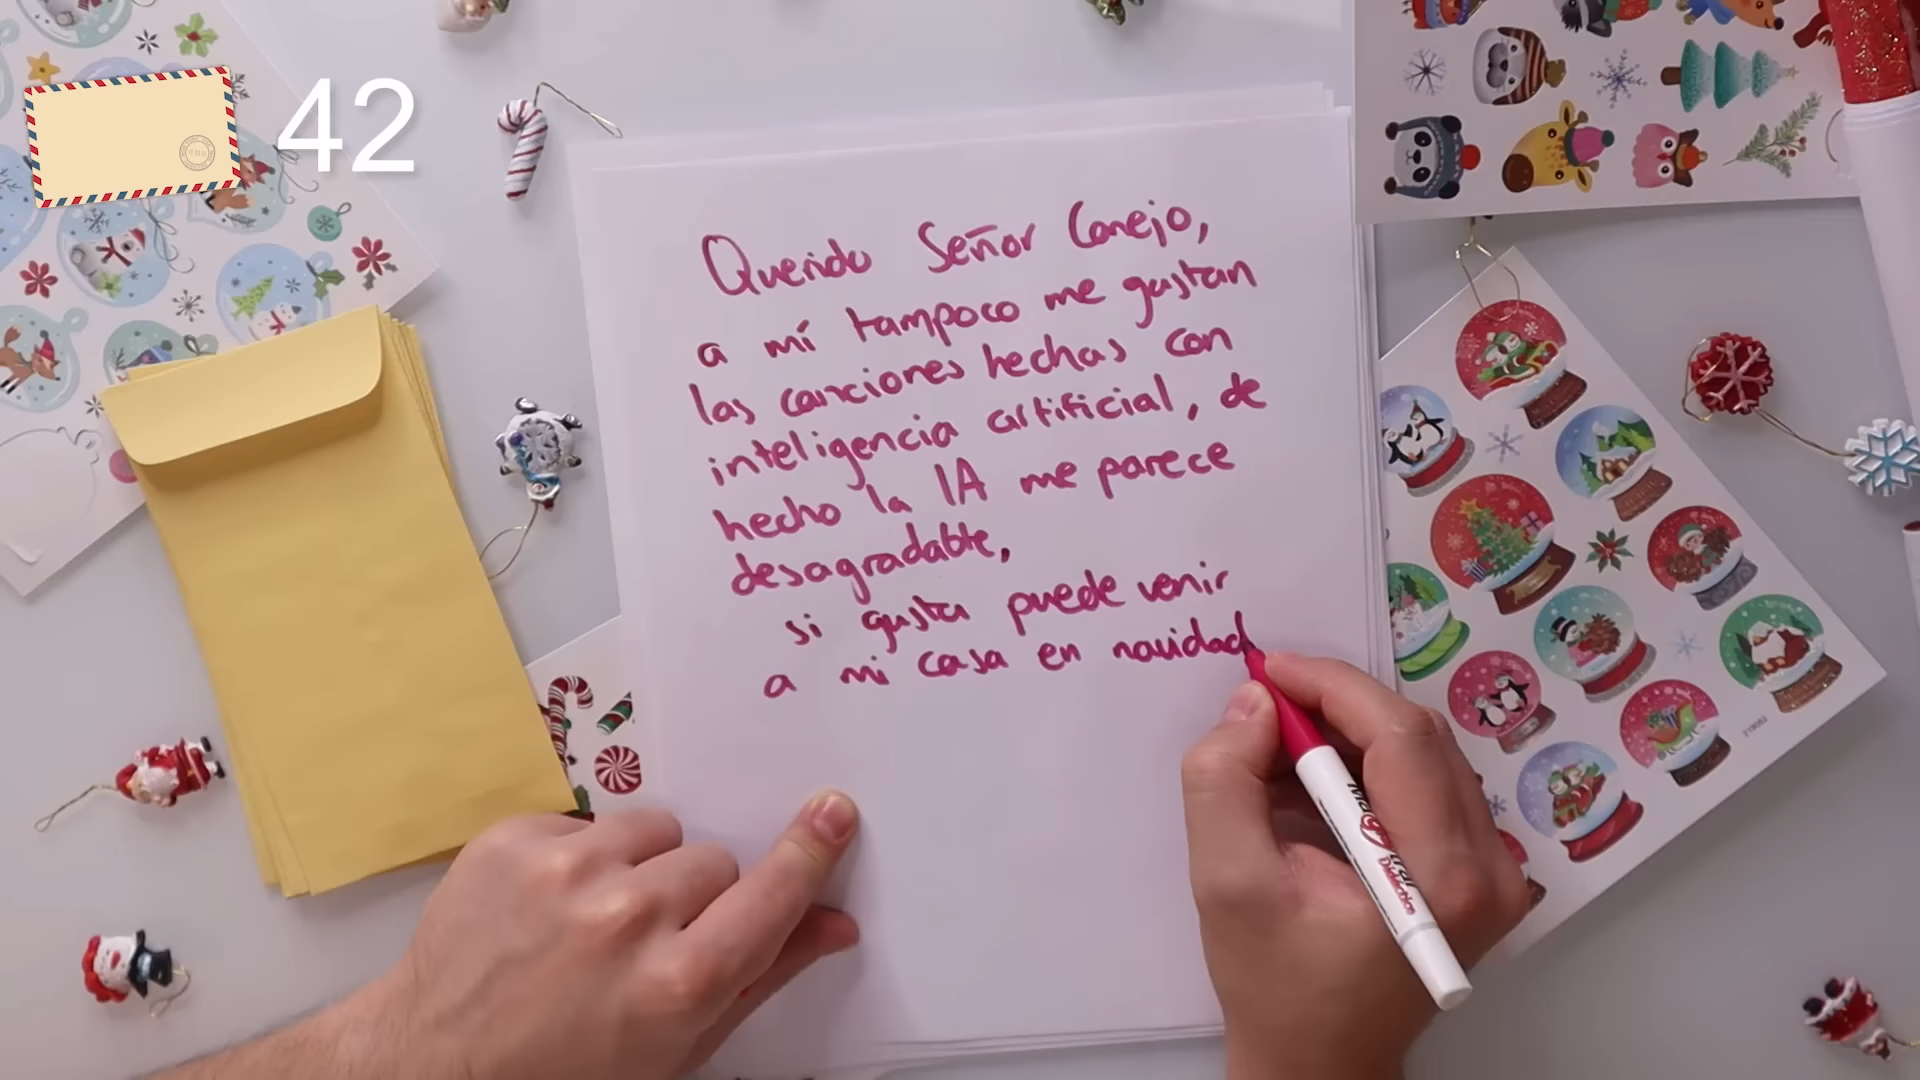 42
Querido Señor Conejo,
a mí tampoco me gustan
las canciones hechas con
inteligencia artificial, de
hecho la IA me parece
desagradable,
si gusta puede venir
a mi casa en navidad